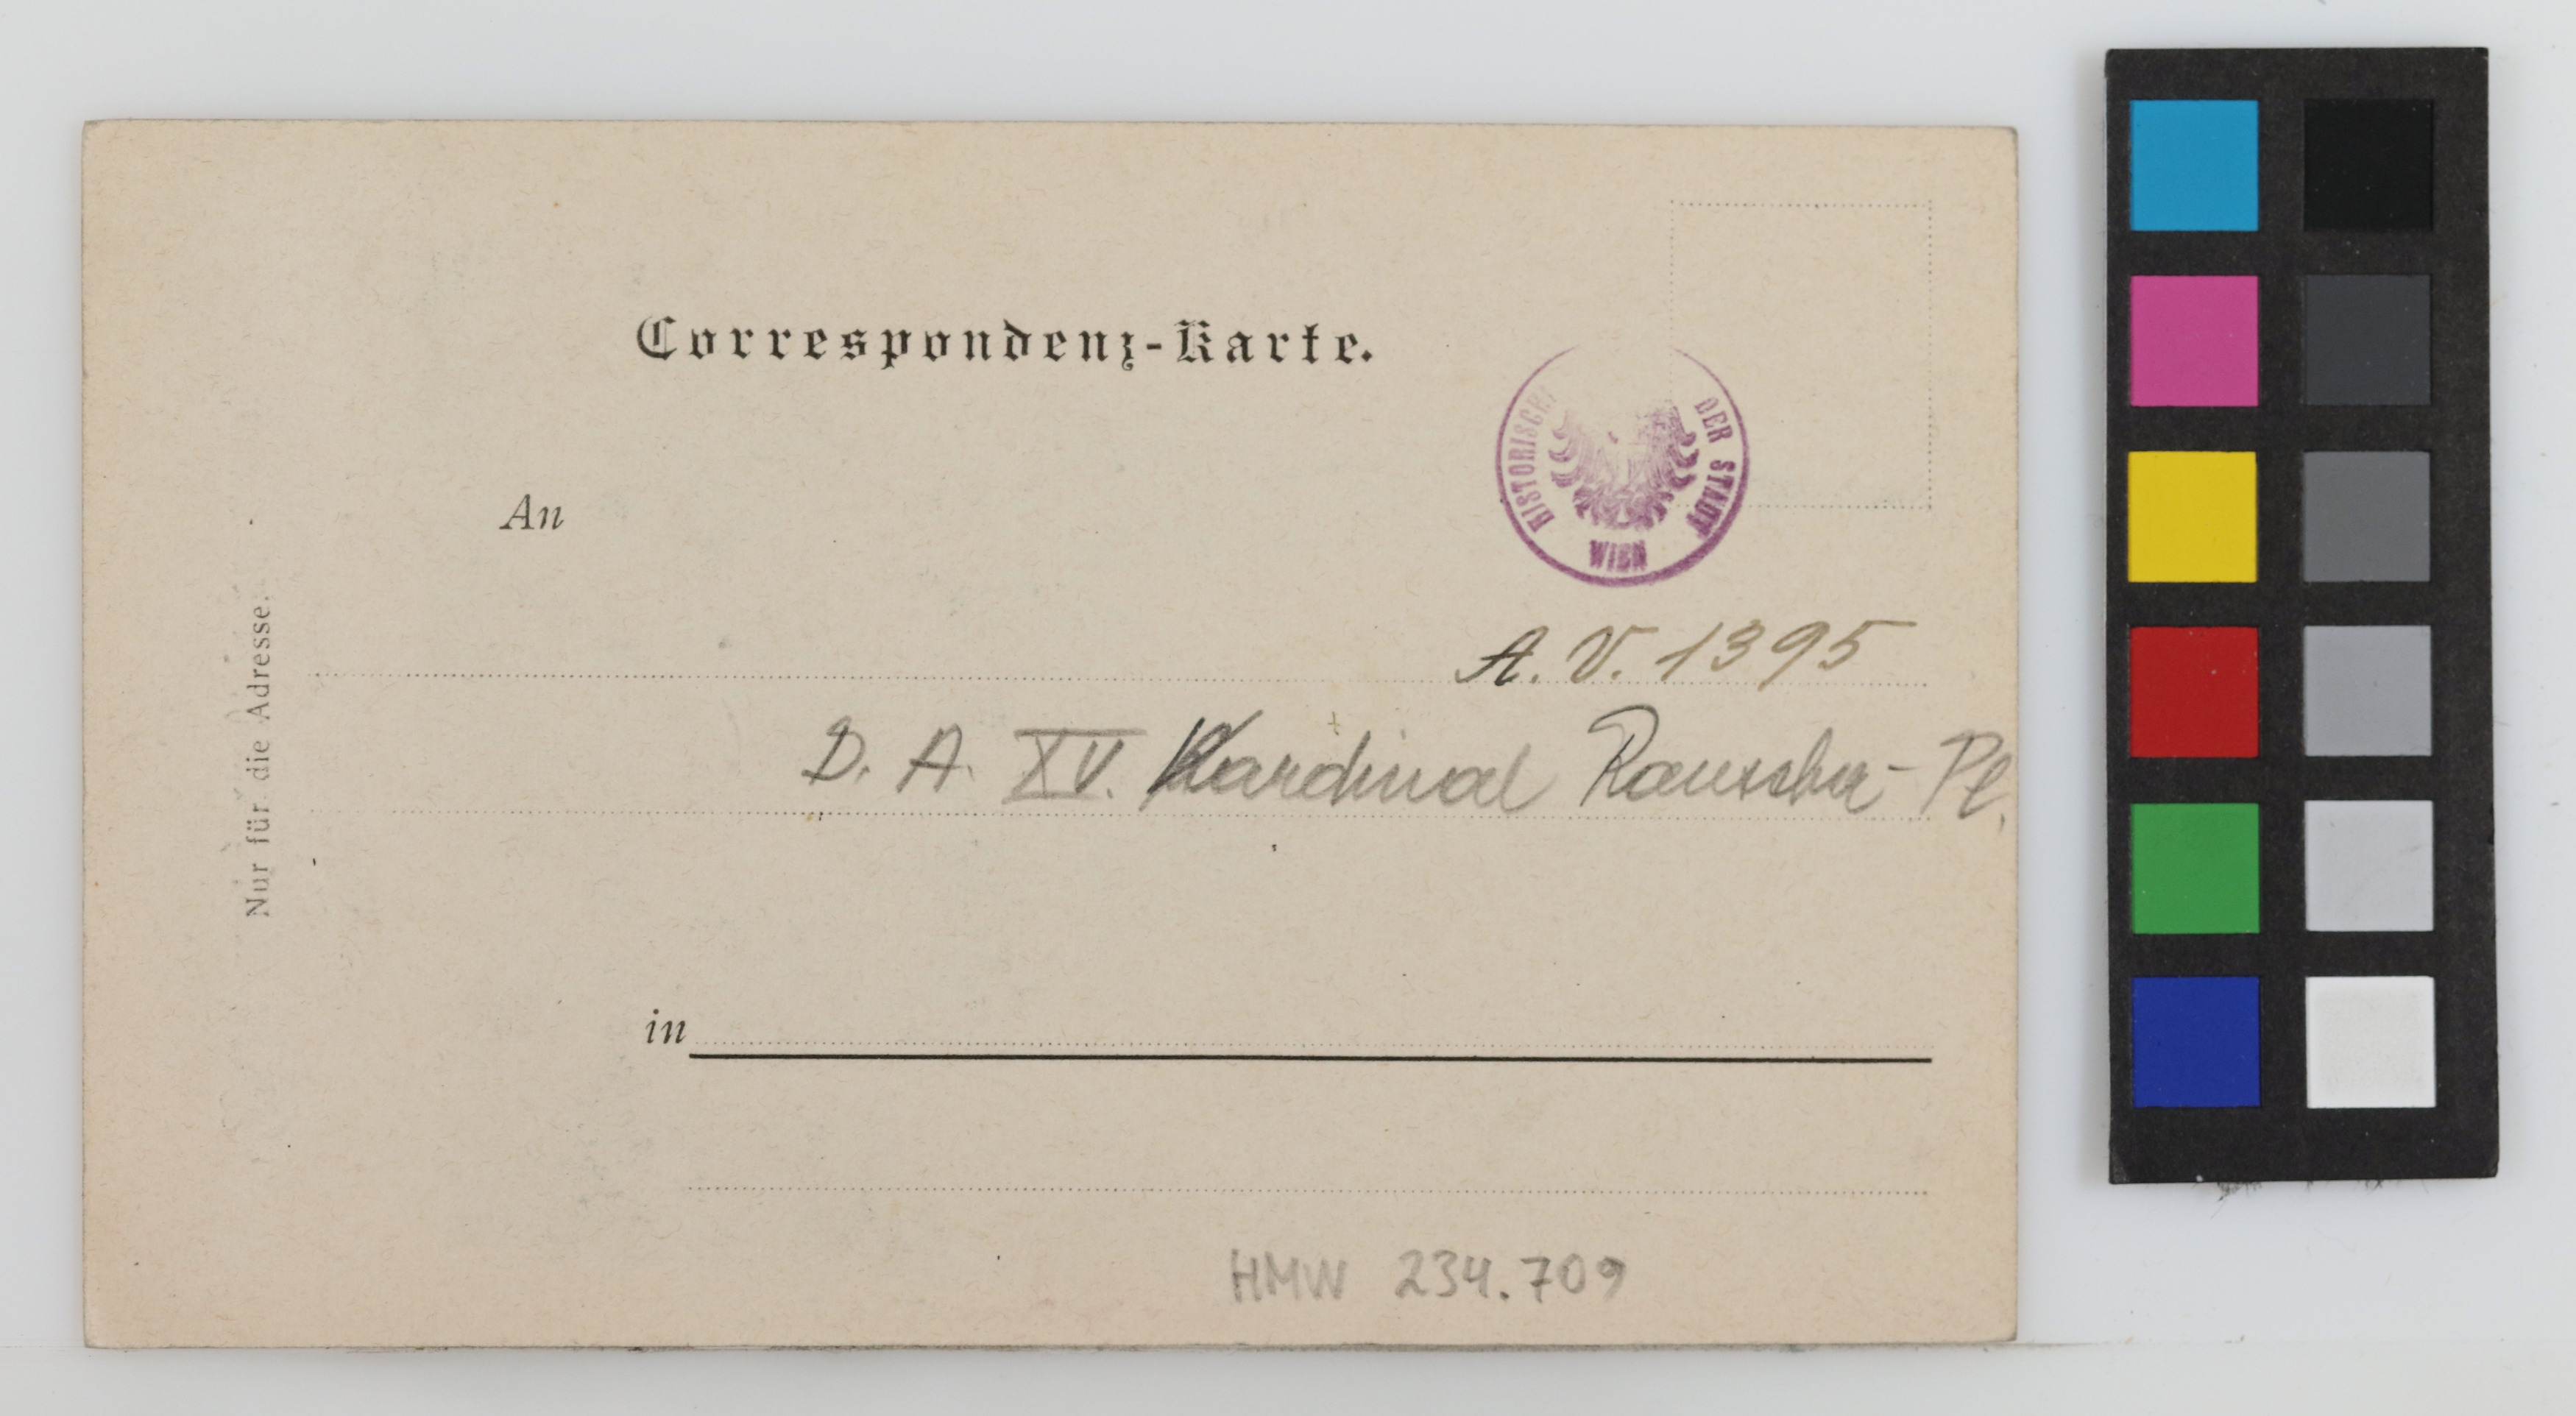 Correspondenz-Karte.
HISTORISCHE DER STADT WIEN
An
A. V. 1395
D. A. XV. Kardinal Rauscher-Pl.
Nur für die Adresse.
in
HMW 234.709